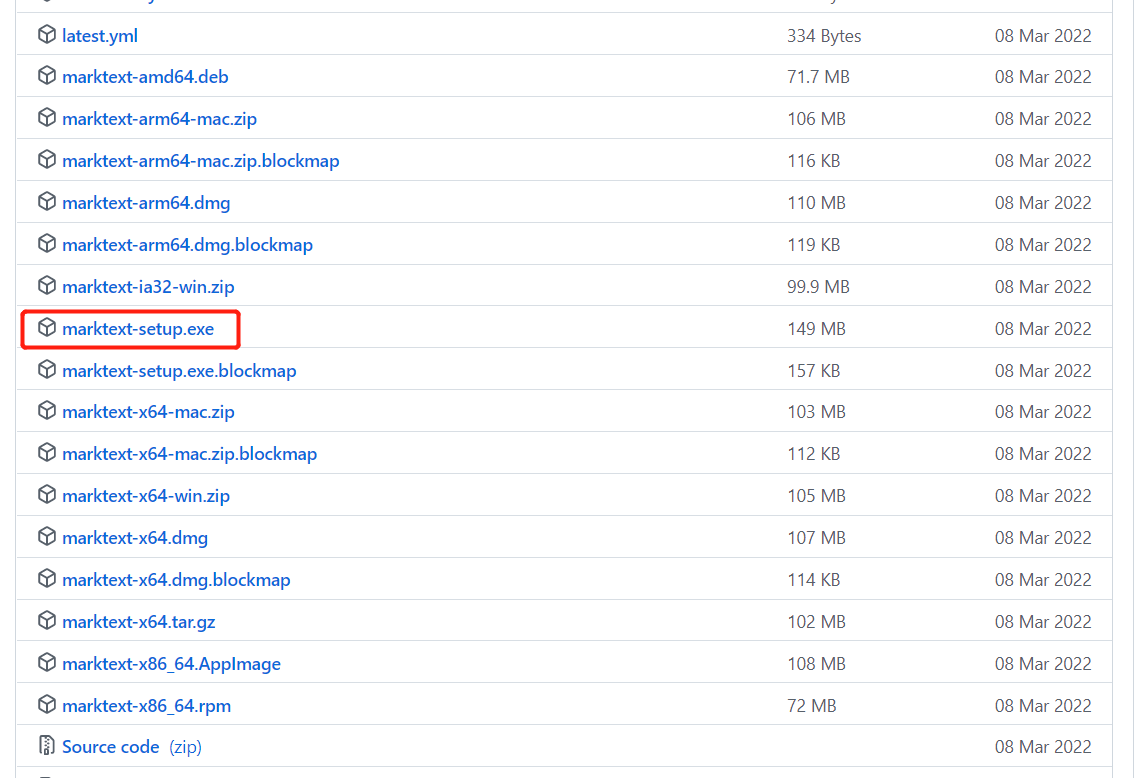 latest.yml 334 Bytes 08 Mar 2022
marktext-amd64.deb 71.7 MB 08 Mar 2022
marktext-arm64-mac.zip 106 MB 08 Mar 2022
marktext-arm64-mac.zip.blockmap 116 KB 08 Mar 2022
marktext-arm64.dmg 110 MB 08 Mar 2022
marktext-arm64.dmg.blockmap 119 KB 08 Mar 2022
marktext-ia32-win.zip 99.9 MB 08 Mar 2022
marktext-setup.exe 149 MB 08 Mar 2022
marktext-setup.exe.blockmap 157 KB 08 Mar 2022
marktext-x64-mac.zip 103 MB 08 Mar 2022
marktext-x64-mac.zip.blockmap 112 KB 08 Mar 2022
marktext-x64-win.zip 105 MB 08 Mar 2022
marktext-x64.dmg 107 MB 08 Mar 2022
marktext-x64.dmg.blockmap 114 KB 08 Mar 2022
marktext-x64.tar.gz 102 MB 08 Mar 2022
marktext-x86_64.AppImage 108 MB 08 Mar 2022
marktext-x86_64.rpm 72 MB 08 Mar 2022
Source code (zip) 08 Mar 2022